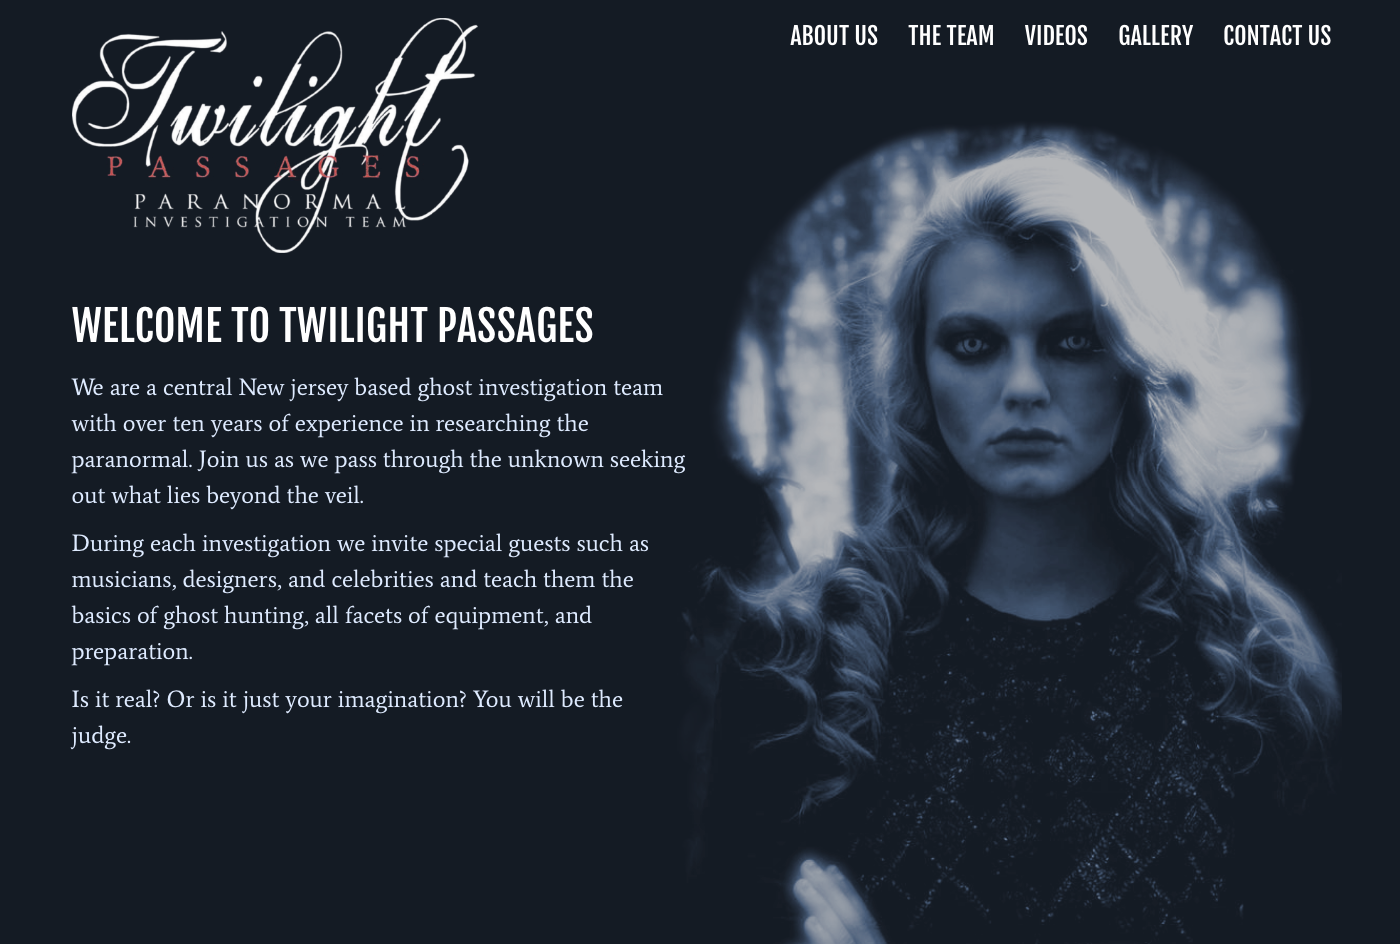 Twilight
PASSAGES
PARANORMAL
INVESTIGATION TEAM
ABOUT US THE TEAM VIDEOS GALLERY CONTACT US
WELCOME TO TWILIGHT PASSAGES
We are a central New jersey based ghost investigation team
with over ten years of experience in researching the
paranormal. Join us as we pass through the unknown seeking
out what lies beyond the veil.
During each investigation we invite special guests such as
musicians, designers, and celebrities and teach them the
basics of ghost hunting, all facets of equipment, and
preparation.
Is it real? Or is it just your imagination? You will be the
judge.